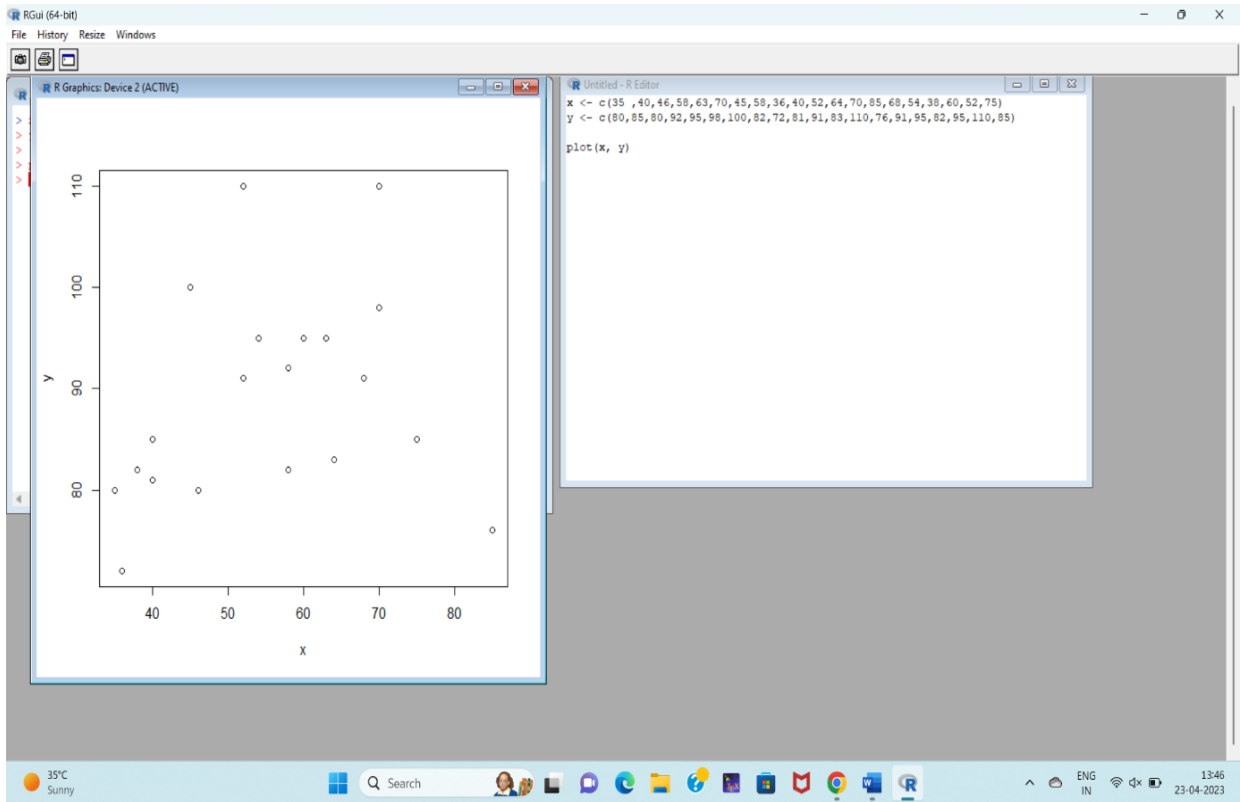 RGui (64-bit)
File History Resize Windows
R Graphics: Device 2 (ACTIVE)
>
>
>
>
>
110
100
90
80
y
40 50 60 70 80
x
Untitled - R Editor
x <- c(35 ,40,46,58,63,70,45,58,36,40,52,64,70,85,68,54,38,60,52,75)
y <- c(80,85,80,92,95,98,100,82,72,81,91,83,110,76,91,95,82,95,110,85)
plot(x, y)
35°C
Sunny
Search
ENG
IN
13:46
23-04-2023